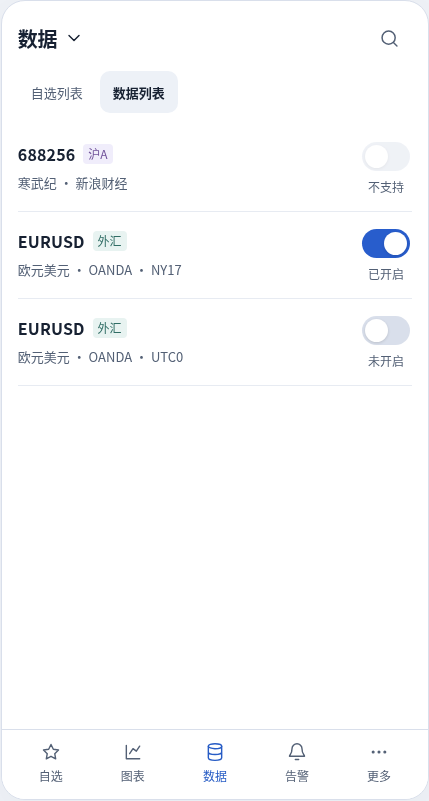 数据
自选列表 数据列表
688256 沪A
寒武纪 • 新浪财经
不支持
EURUSD 外汇
欧元美元 • OANDA • NY17
已开启
EURUSD 外汇
欧元美元 • OANDA • UTC0
未开启
自选 图表 数据 告警 更多